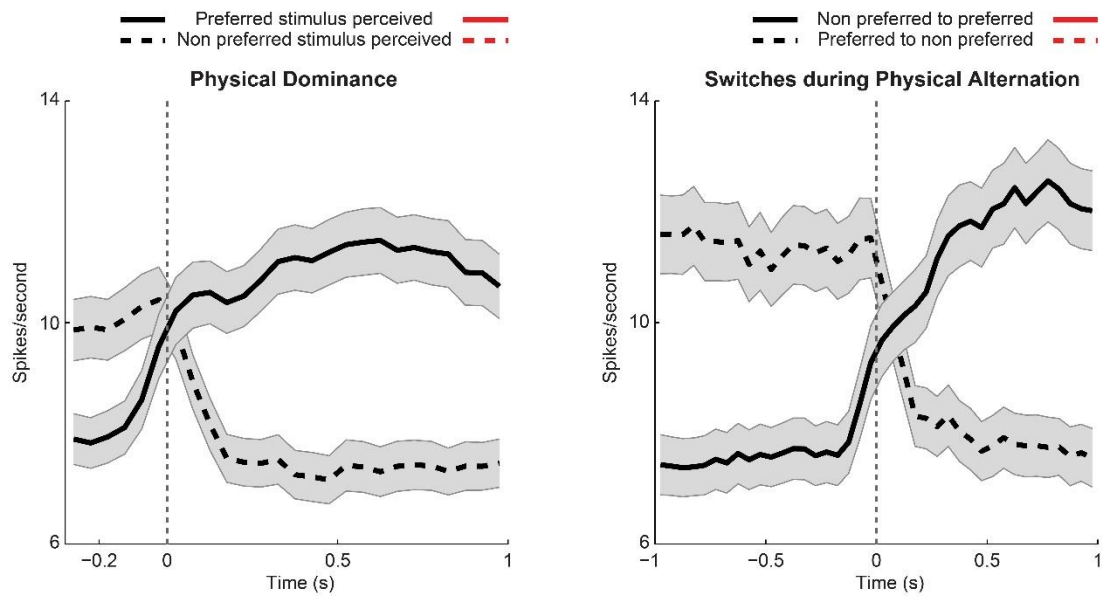 Preferred stimulus perceived
Non preferred stimulus perceived
Physical Dominance
14
10
6
Spikes/second
−0.2
0
0.5
1
Time (s)
Non preferred to preferred
Preferred to non preferred
Switches during Physical Alternation
14
10
6
Spikes/second
-1
-0.5
0
0.5
1
Time (s)